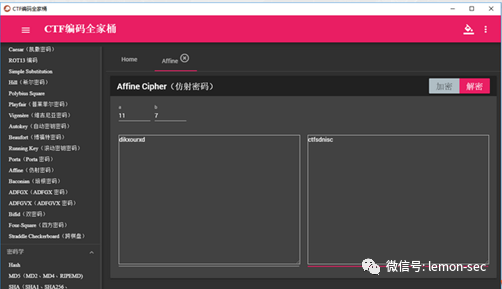 CTF编码全家桶
CTF编码全家桶
Caesar（凯撒密码）
ROT13 编码
Simple Substitution
Hill（希尔密码）
Polybius Square
Playfair（普莱菲尔密码）
Vigenère（维吉尼亚密码）
Autokey（自动密钥密码）
Beaufort（博福特密码）
Running Key（滚动密钥密码）
Porta（Porta 密码）
Affine（仿射密码）
Baconian（培根密码）
ADFGX（ADFGX 密码）
ADFGVX（ADFGVX 密码）
Bifid（双密码）
Four-Square（四方密码）
Straddle Checkerboard（跨棋盘）
密码学
Hash
MD5（MD2、MD4、RIPEMD）
SHA（SHA1、SHA256、
Home
Affine
Affine Cipher（仿射密码）
加密
解密
a
b
11
7
dikxourxd
ctfsdnisc
微信号: lemon-sec